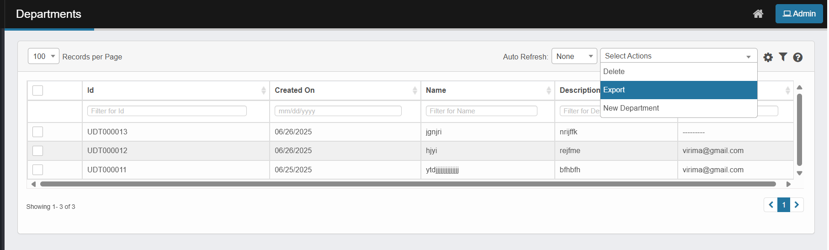 Departments
Admin
100 Records per Page
Auto Refresh: None Select Actions
Delete
Export
New Department
Id Created On Name Description
Filter for Id mm/dd/yyyy Filter for Name Filter for De
UDT000013 06/26/2025 jgnjri nrijffk ---------
UDT000012 06/26/2025 hjyi rejfme virima@gmail.com
UDT000011 06/25/2025 bfhbfh virima@gmail.com
Showing 1- 3 of 3
1